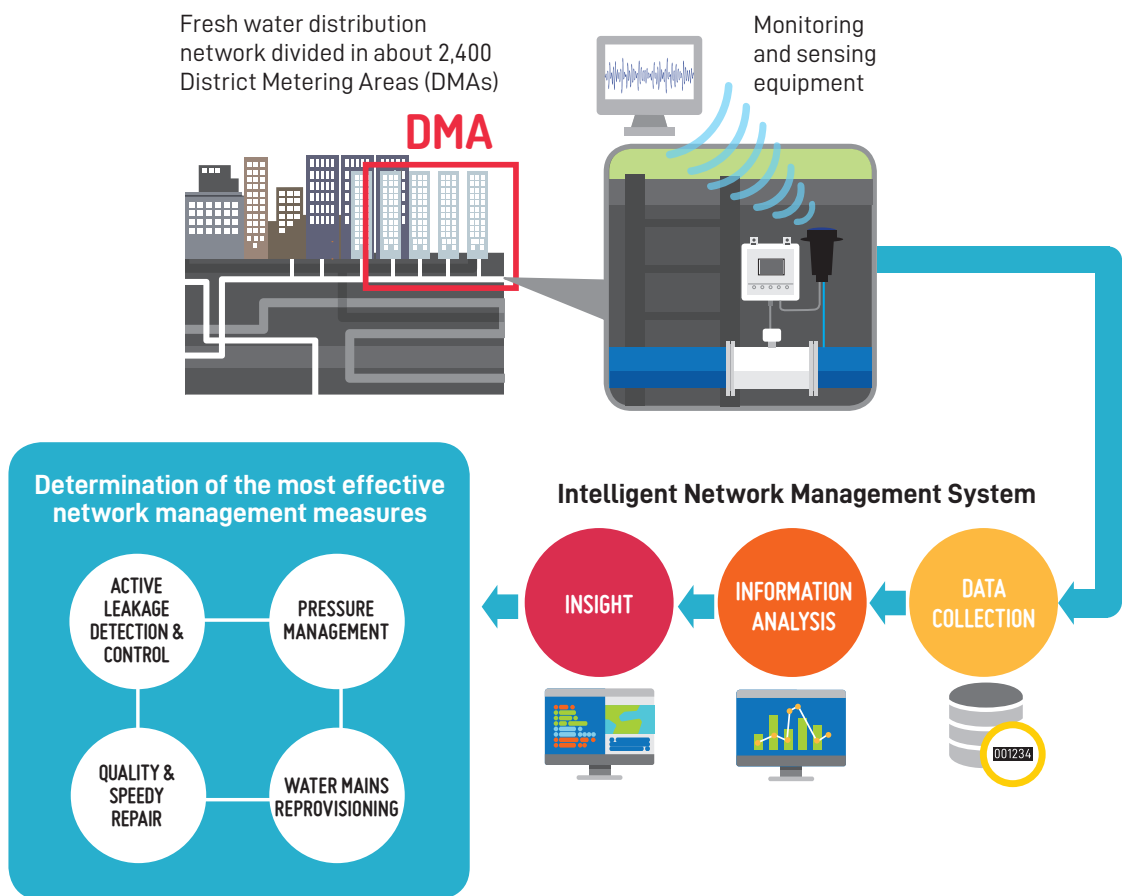 Fresh water distribution
network divided in about 2,400
District Metering Areas (DMAs)
Monitoring
and sensing
equipment
DMA
Determination of the most effective
network management measures
ACTIVE
LEAKAGE
DETECTION &
CONTROL
PRESSURE
MANAGEMENT
QUALITY &
SPEEDY
REPAIR
WATER MAINS
REPROVISIONING
Intelligent Network Management System
INSIGHT
INFORMATION
ANALYSIS
DATA
COLLECTION
001234